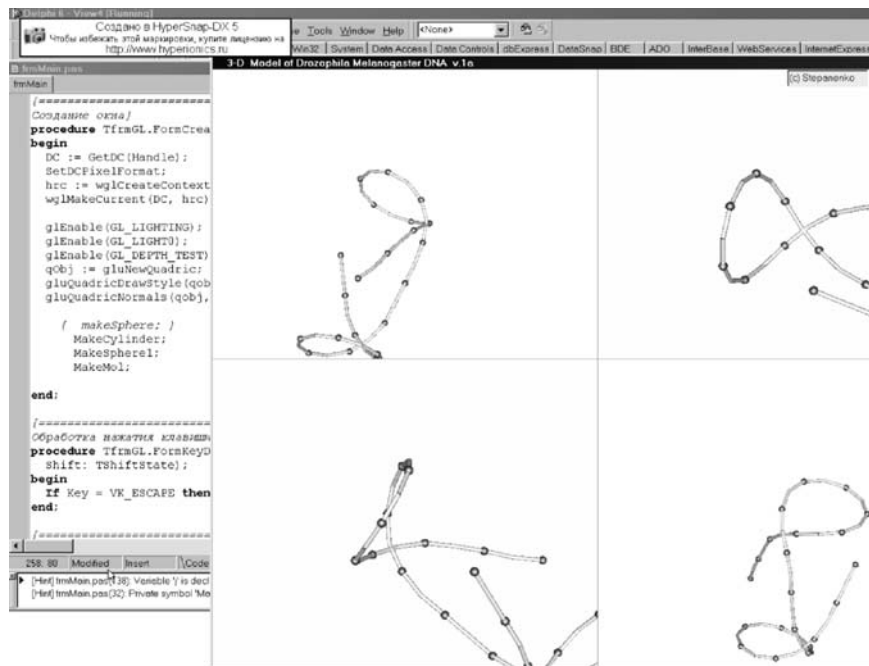 Delphi 6 - View4 [Running]
Создано в HyperSnap-DX 5
Чтобы избежать этой маркировки, купите лицензию на
http://www.hyperionics.ru
e Tools Window Help <None>
Win32 System Data Access Data Controls dbExpress DataSnap BDE ADO InterBase WebServices InternetExpress
frmMain.pas
3-D Model of Drozophila Melanogaster DNA v.1a
frmMain
(c) Stepanenko
{========================
Создание окна}
procedure TfrmGL.FormCrea
begin
DC := GetDC(Handle);
SetDCPixelFormat;
hrc := wglCreateContext
wglMakeCurrent(DC, hrc)
glEnable(GL_LIGHTING);
glEnable(GL_LIGHT0);
glEnable(GL_DEPTH_TEST)
qObj := gluNewQuadric;
gluQuadricDrawStyle(qob
gluQuadricNormals(qobj,
{ makeSphere; }
MakeCylinder;
MakeSphere1;
MakeMol;
end;
{========================
Обработка нажатия клавиши
procedure TfrmGL.FormKeyD
Shift: TShiftState);
begin
If Key = VK_ESCAPE then
end;
{========================
258: 80 Modified Insert \Code
[Hint] frmMain.pas(138): Variable 'j' is decl
[Hint] frmMain.pas(32): Private symbol 'Ma